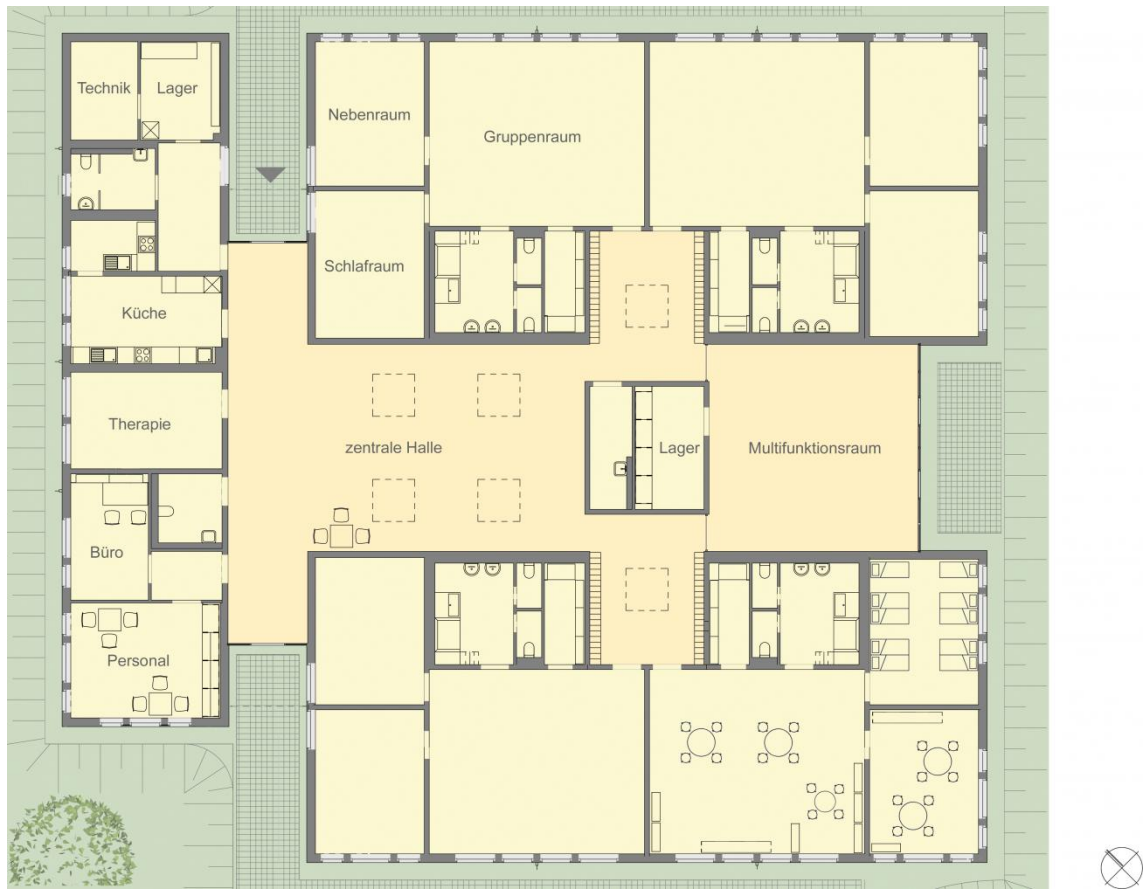 Technik
Lager
Nebenraum
Gruppenraum
Schlafraum
Küche
Therapie
zentrale Halle
Lager
Multifunktionsraum
Büro
Personal